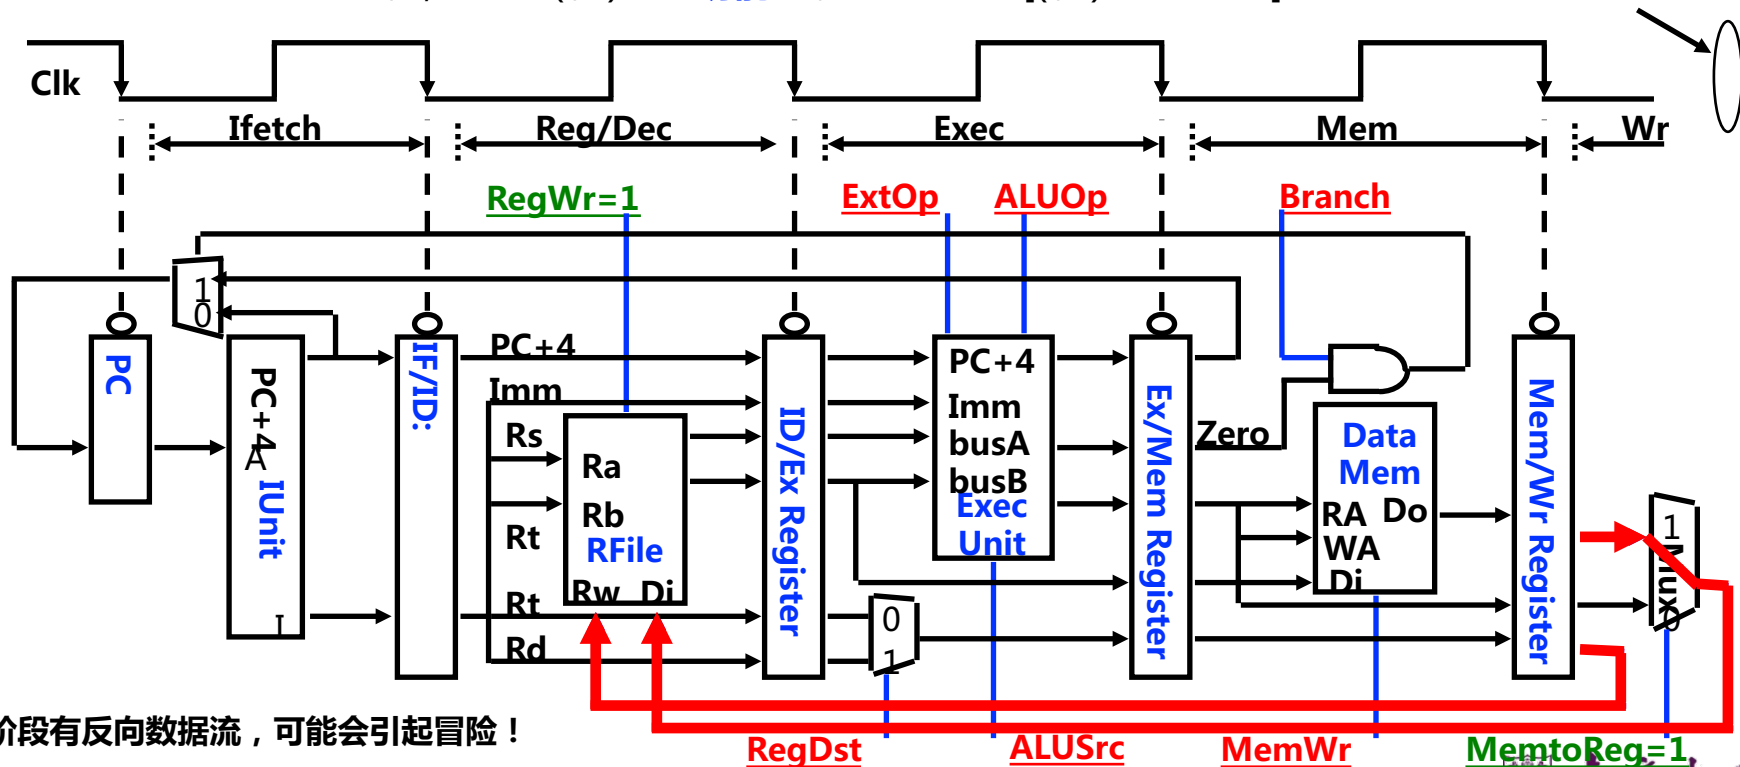 Clk
Ifetch
Reg/Dec
Exec
Mem
Wr
RegWr=1
ExtOp
ALUOp
Branch
1
0
PC
PC+4
A
IUnit
I
IF/ID:
PC+4
Imm
Rs
Rt
Ra
Rb
RFile
Rw Di
Rt
Rd
ID/Ex Register
PC+4
Imm
busA
busB
Exec
Unit
0
1
Ex/Mem Register
Zero
Data
Mem
RA Do
WA
Di
Mem/Wr Register
1
Mux
0
阶段有反向数据流，可能会引起冒险！
RegDst
ALUSrc
MemWr
MemtoReg=1